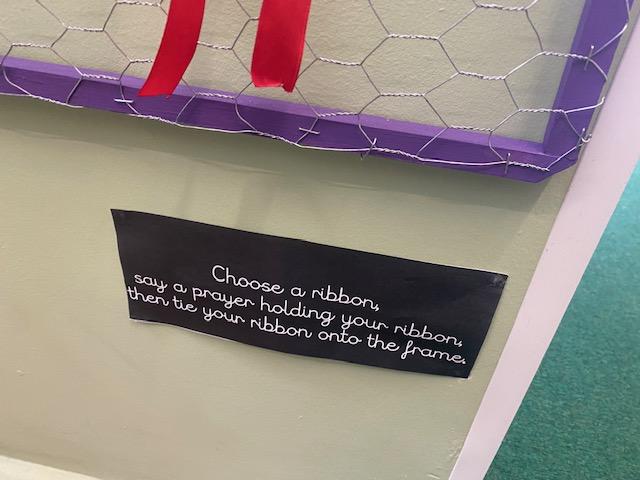 Choose a ribbon,
say a prayer holding your ribbon,
then tie your ribbon onto the frame.